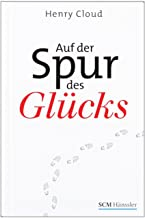 Henry Cloud
Auf der
Spur
des
Glücks
SCM Hänssler